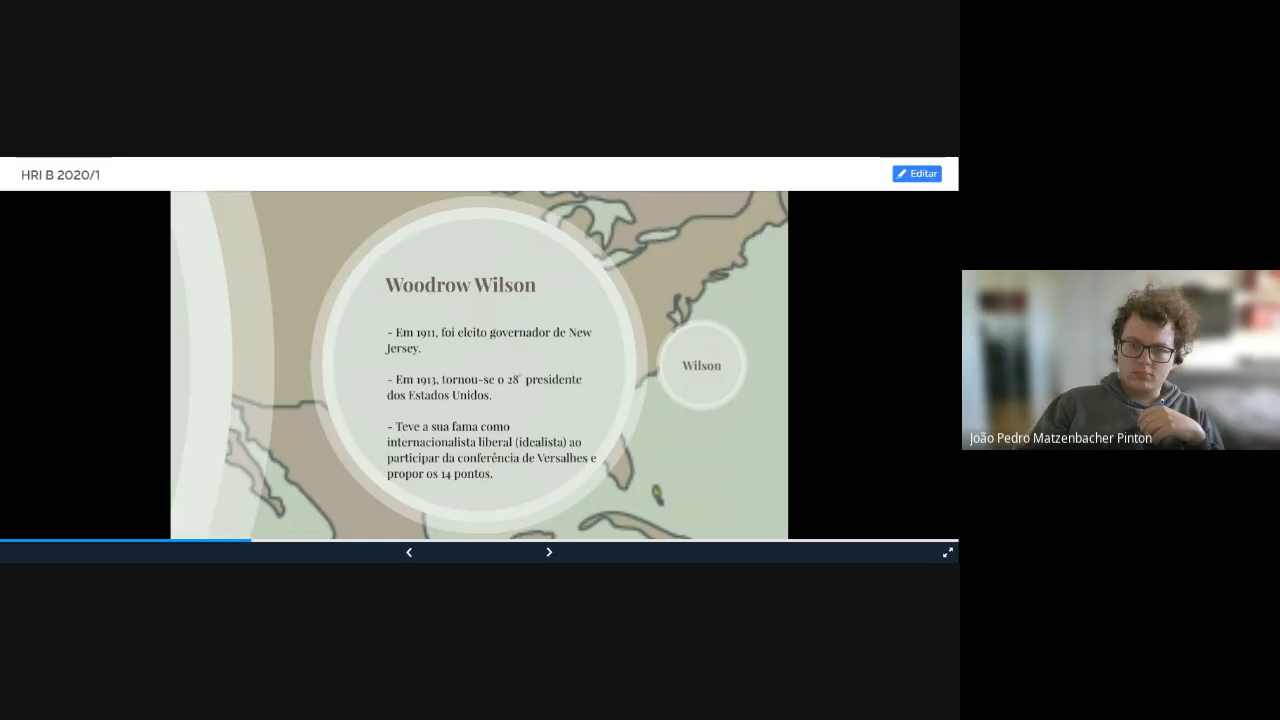 HRI B 2020/1
Editar
Woodrow Wilson
- Em 1911, foi eleito governador de New
Jersey.
- Em 1913, tornou-se o 28° presidente
dos Estados Unidos.
- Teve a sua fama como
internacionalista liberal (idealista) ao
participar da conferência de Versalhes e
propor os 14 pontos.
Wilson
João Pedro Matzenbacher Pinton